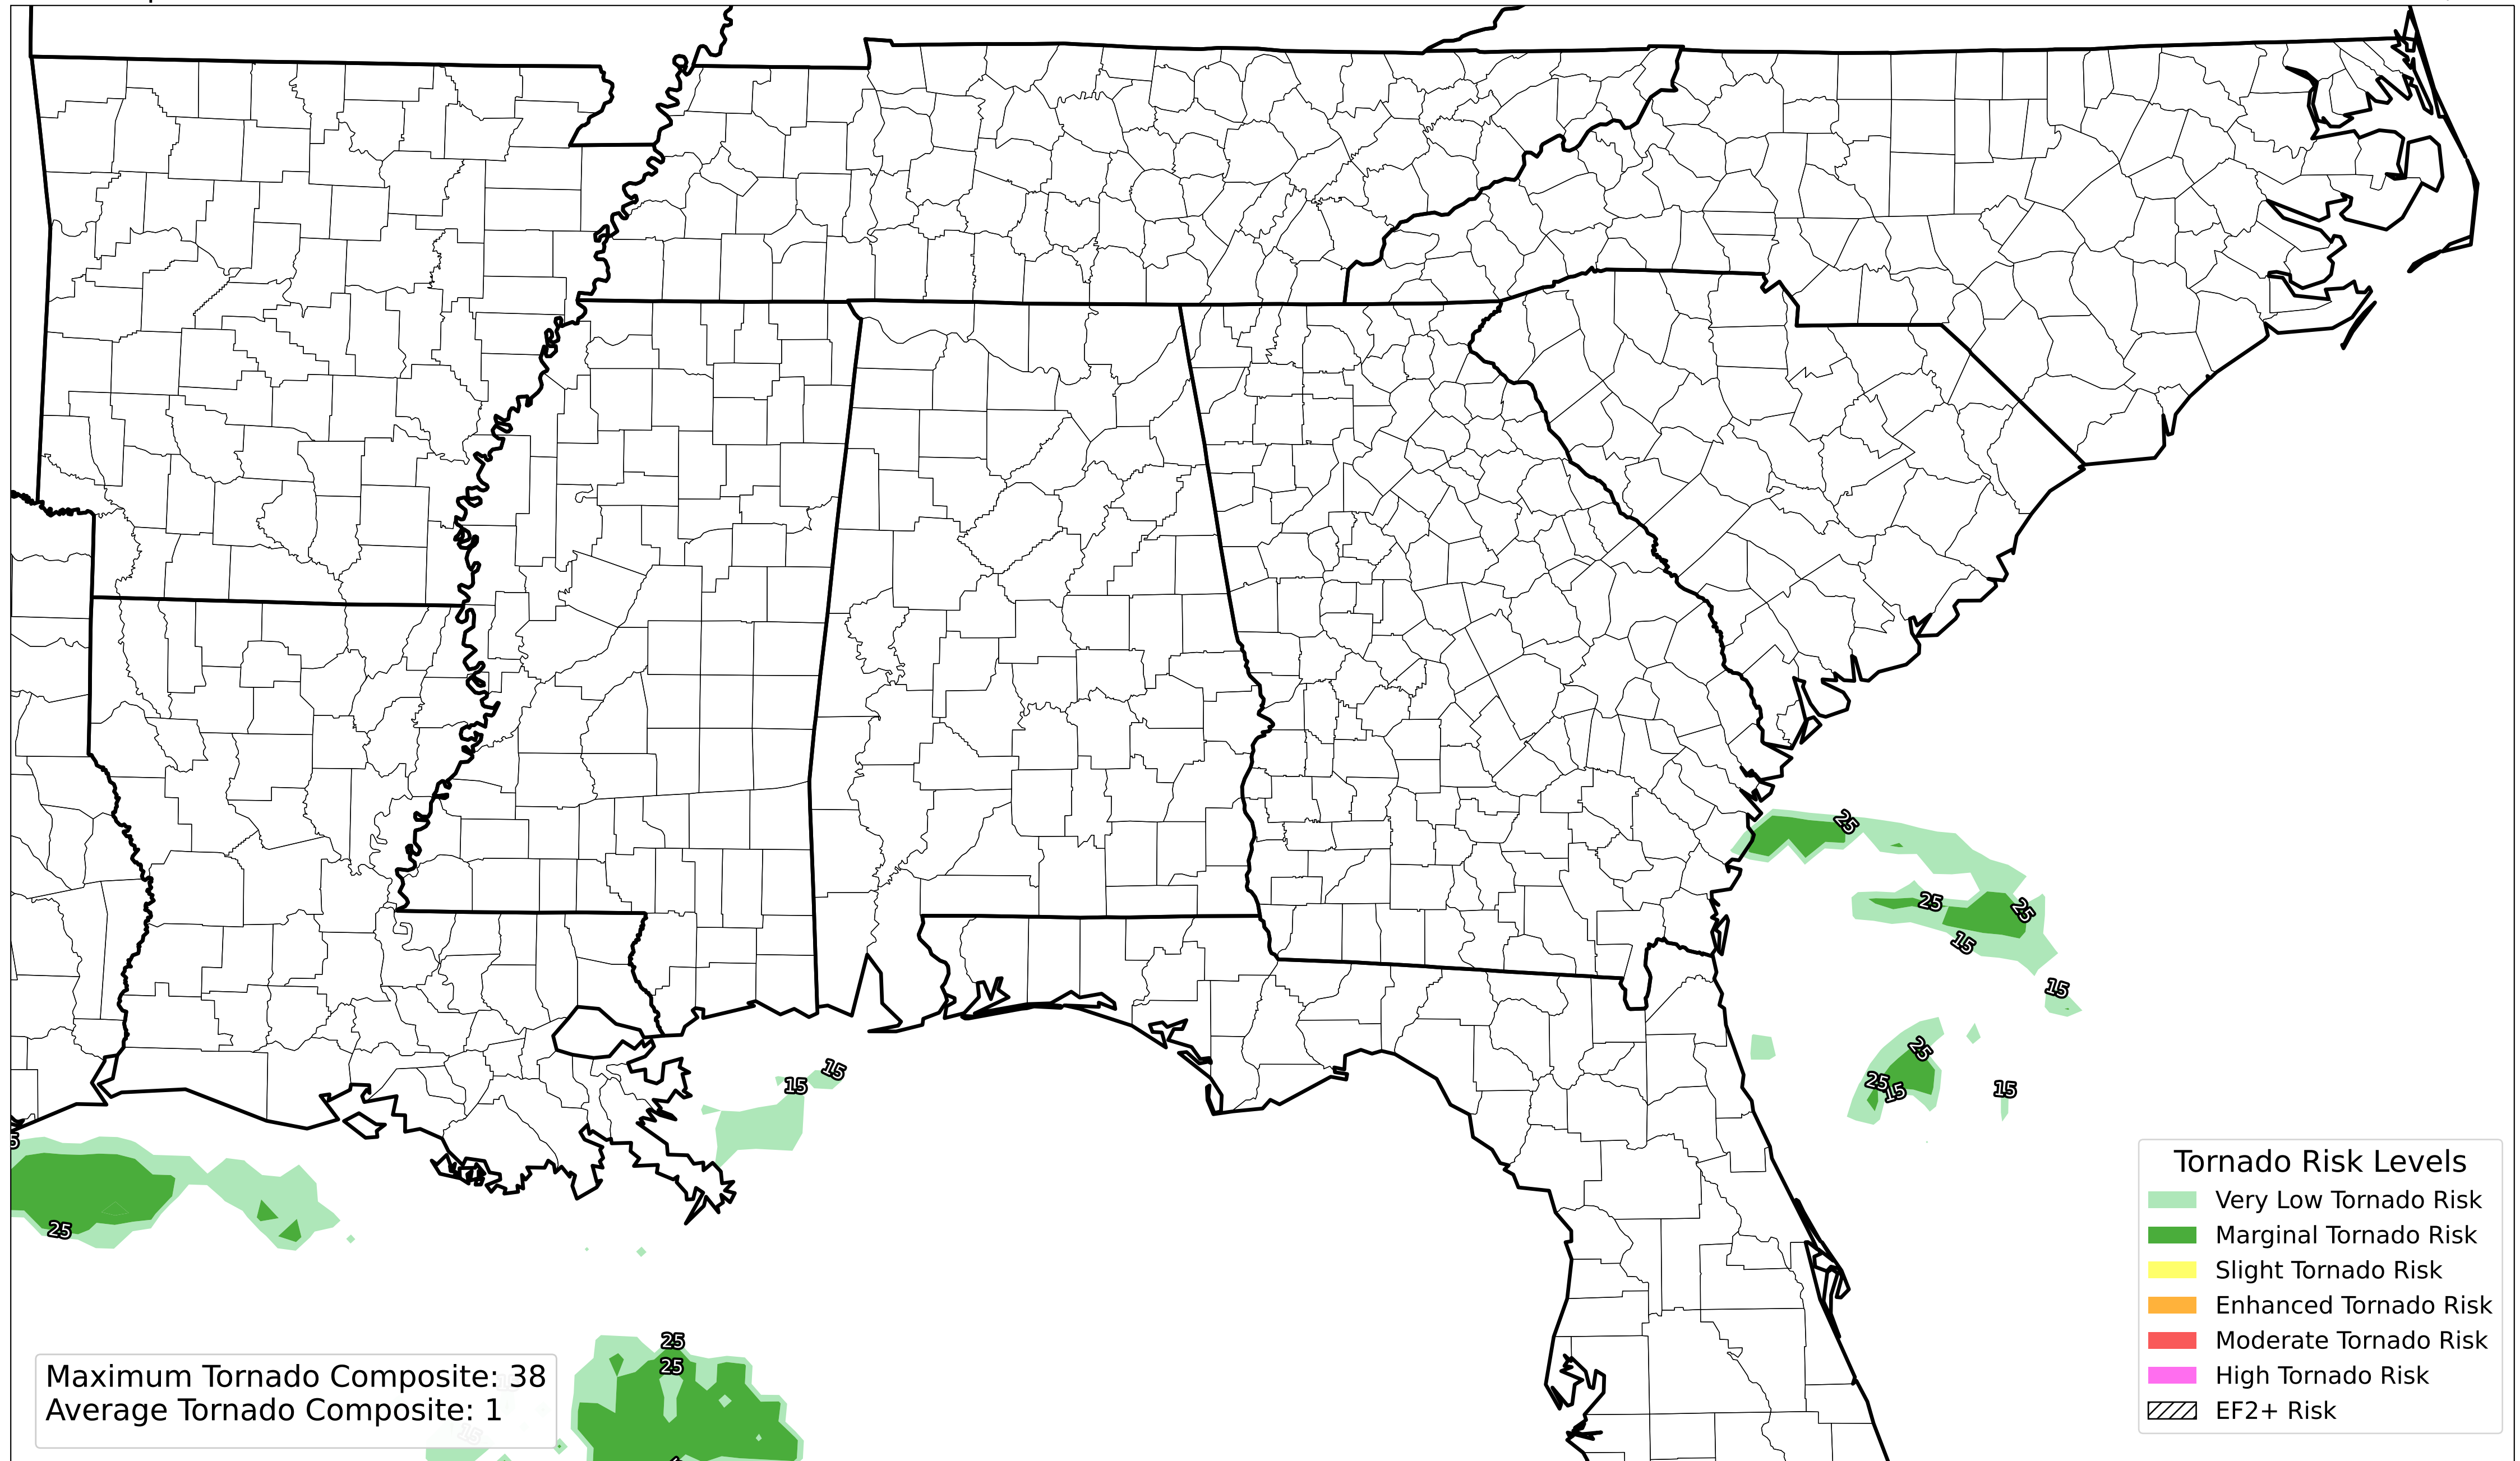 25
25
25
15
15
15
15
25
25
15
15
5
25
25
25
15
Maximum Tornado Composite: 38
Average Tornado Composite: 1
Tornado Risk Levels
Very Low Tornado Risk
Marginal Tornado Risk
Slight Tornado Risk
Enhanced Tornado Risk
Moderate Tornado Risk
High Tornado Risk
EF2+ Risk